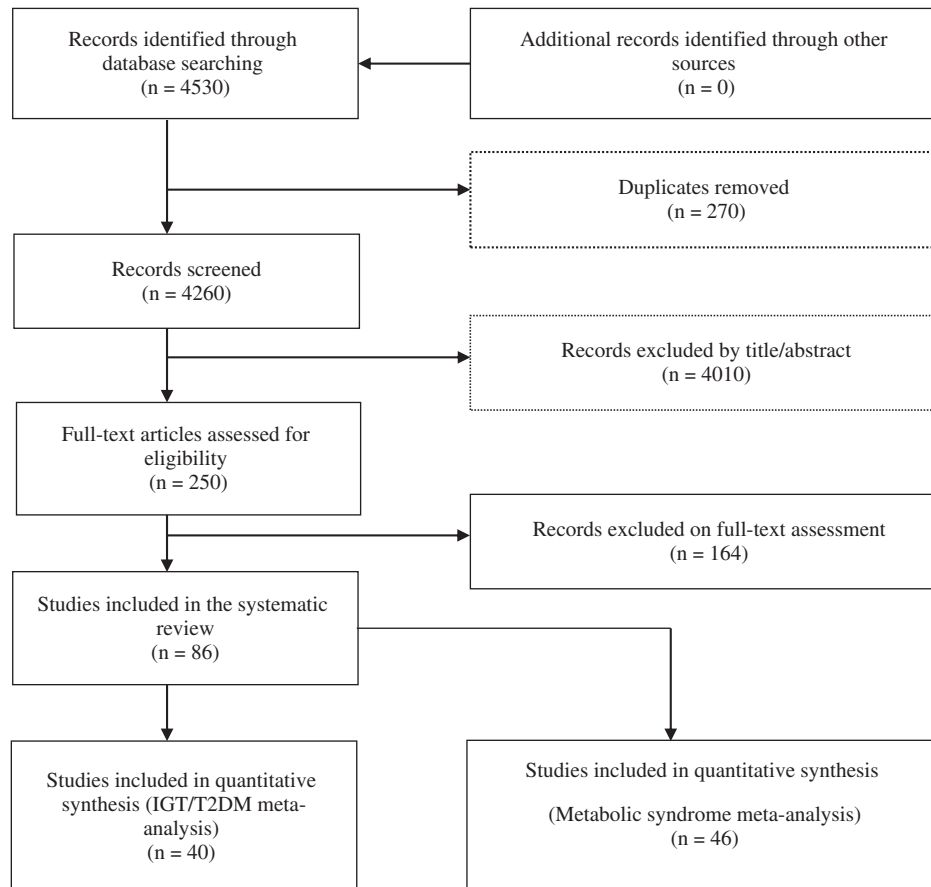 Records identified through
database searching
(n = 4530)
Additional records identified through other
sources
(n = 0)
Duplicates removed
(n = 270)
Records screened
(n = 4260)
Records excluded by title/abstract
(n = 4010)
Full-text articles assessed for
eligibility
(n = 250)
Records excluded on full-text assessment
(n = 164)
Studies included in the systematic
review
(n = 86)
Studies included in quantitative
synthesis (IGT/T2DM meta-
analysis)
(n = 40)
Studies included in quantitative synthesis
(Metabolic syndrome meta-analysis)
(n = 46)